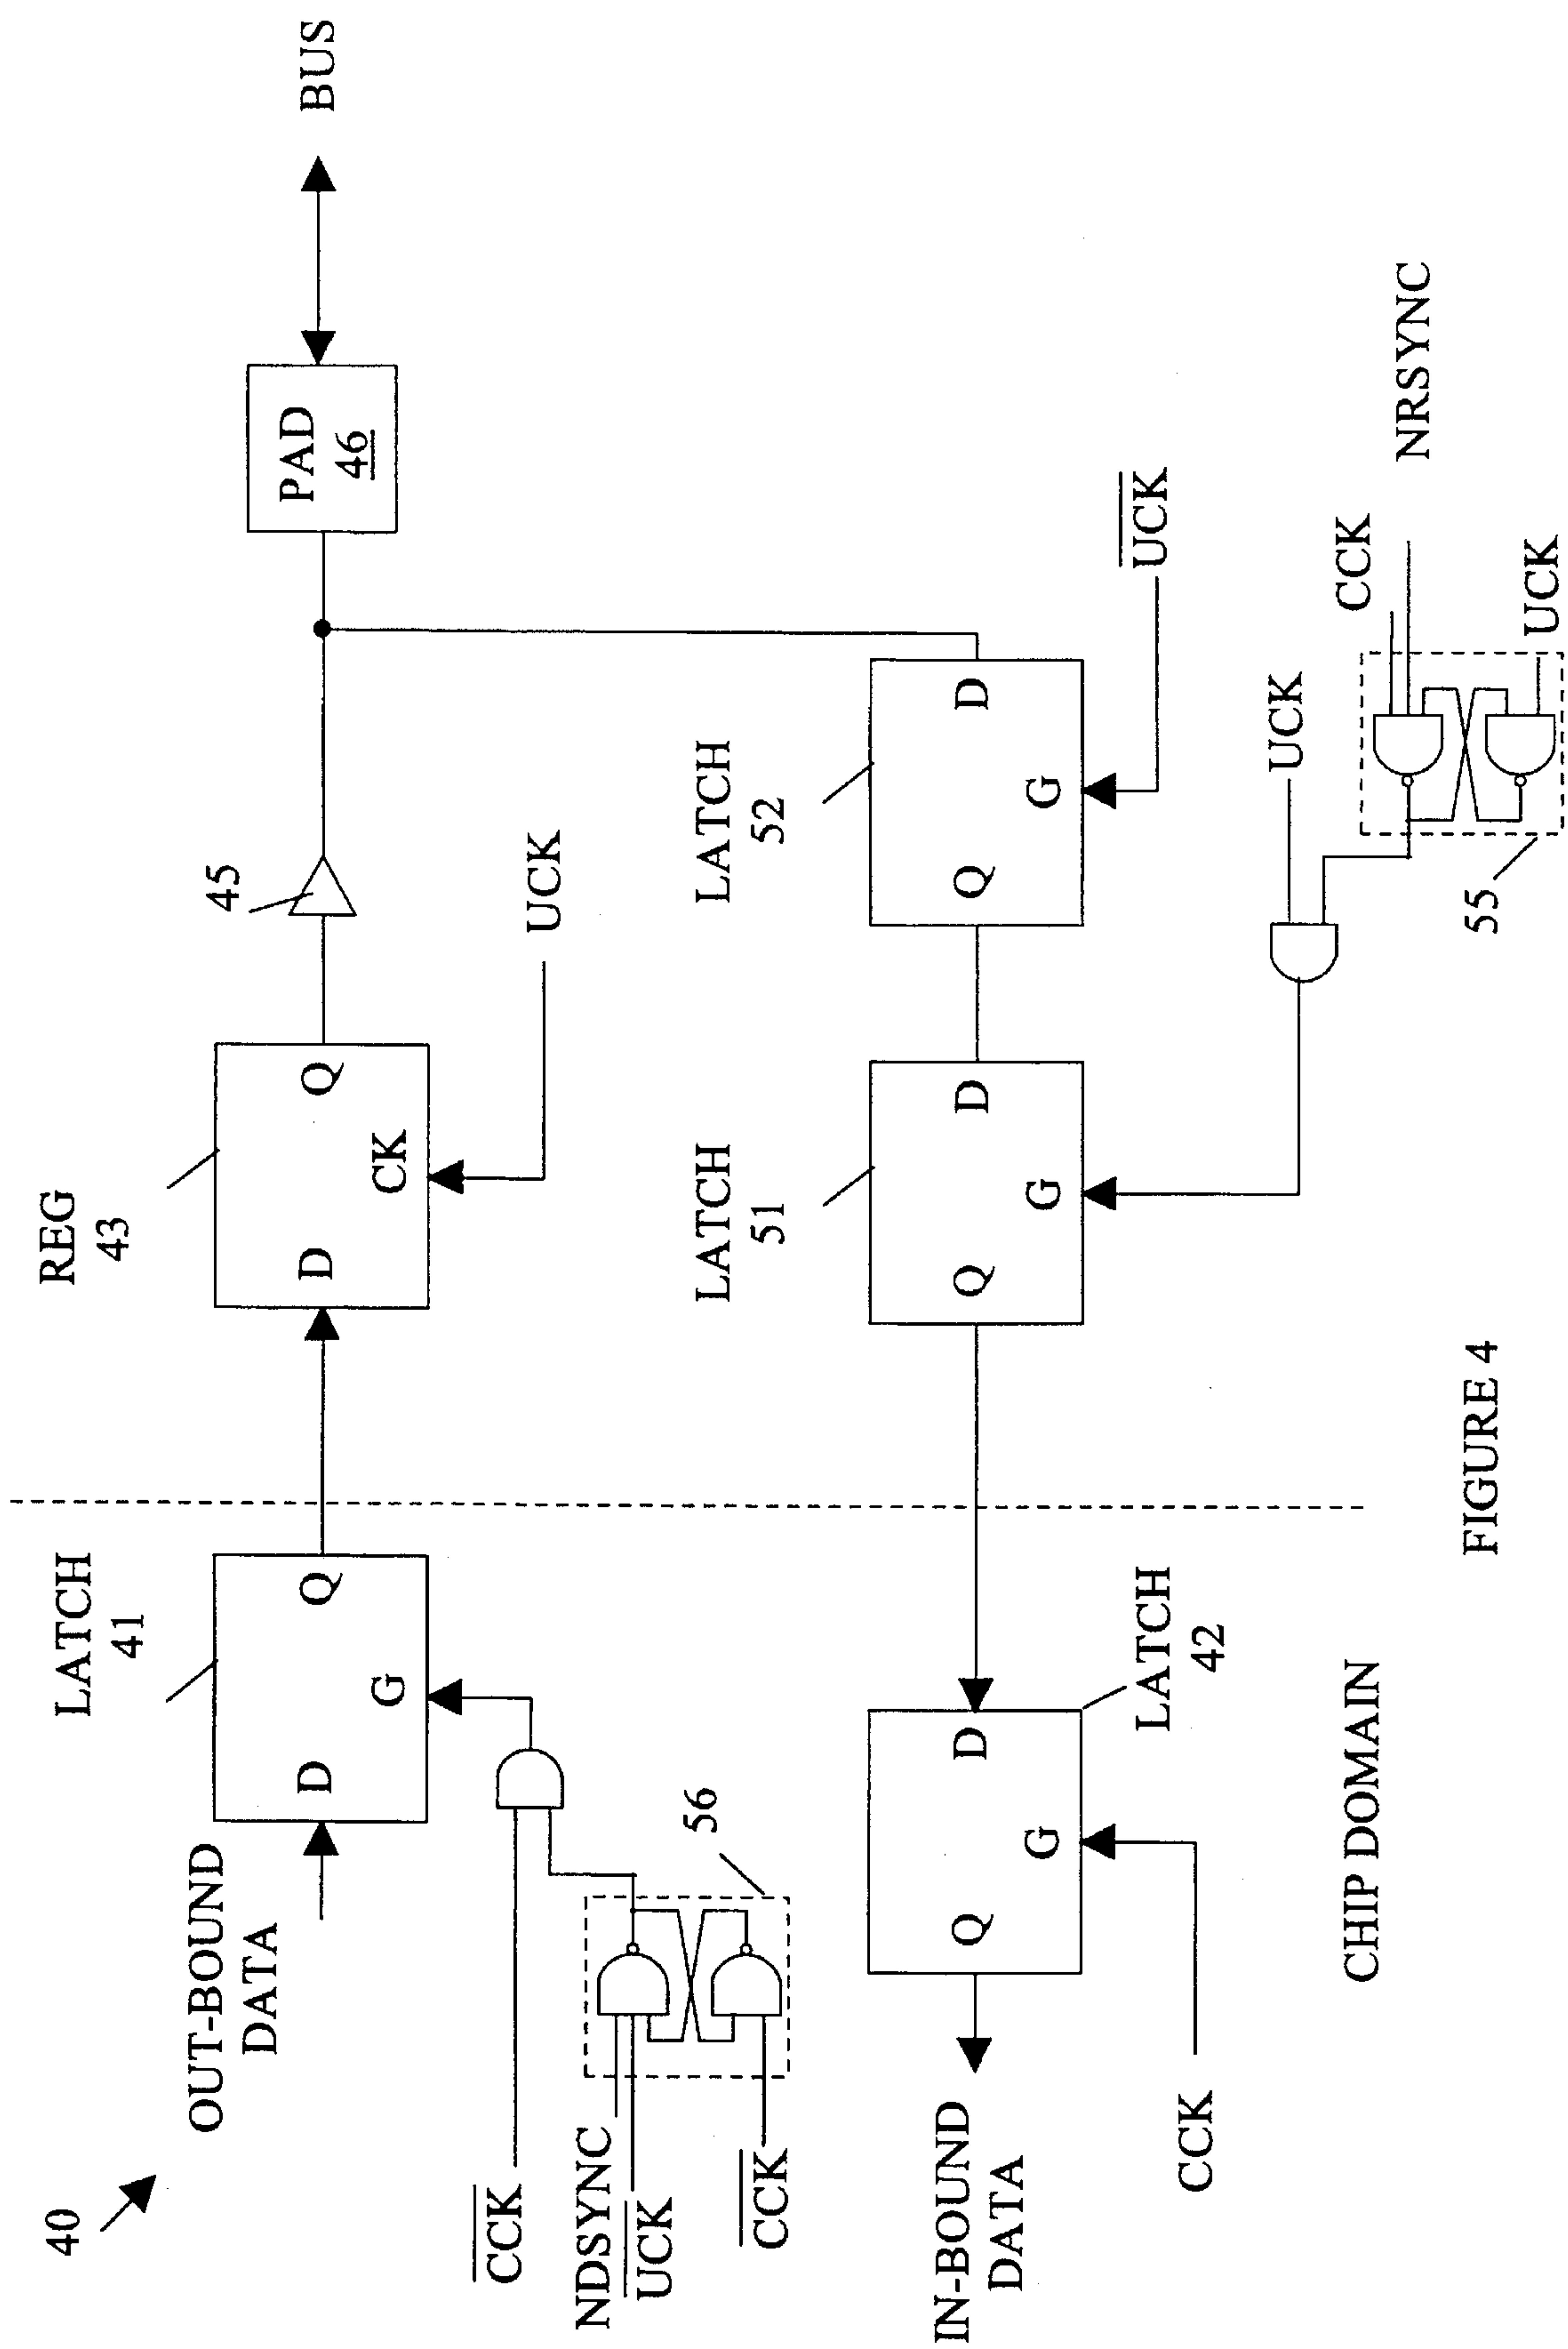 40
OUT-BOUND
DATA
LATCH
41
D
Q
G
REG
43
D
Q
CK
45
PAD
46
BUS
UCK
CCK
NDSYNC
UCK
CCK
56
IN-BOUND
DATA
Q
D
G
LATCH
42
CCK
LATCH
51
Q
D
G
LATCH
52
Q
D
G
UCK
UCK
CCK
NRSYNC
UCK
55
CHIP DOMAIN
FIGURE 4